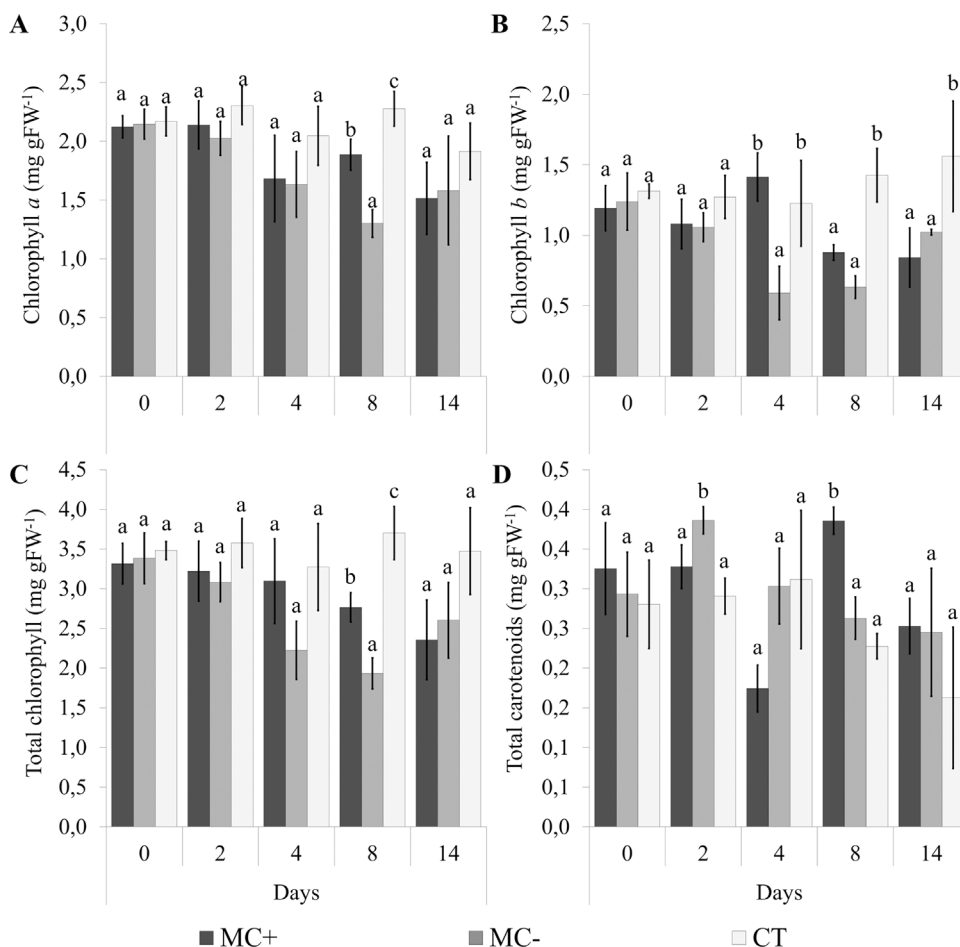 A
Chlorophyll a (mg gFW-1)
3,0
2,5
2,0
1,5
1,0
0,5
0,0
a a a a a a a a a b a c a a a
0 2 4 8 14
B
Chlorophyll b (mg gFW-1)
2,5
2,0
1,5
1,0
0,5
0,0
a a a a a a b a b a a b a a b
0 2 4 8 14
C
Total chlorophyll (mg gFW-1)
4,5
4,0
3,5
3,0
2,5
2,0
1,5
1,0
0,5
0,0
a a a a a a a a a b a c a a a
0 2 4 8 14
Days
D
Total carotenoids (mg gFW-1)
0,5
0,4
0,4
0,3
0,3
0,2
0,2
0,1
0,1
0,0
a a a a b a a a a b a a a a a
0 2 4 8 14
Days
MC+ MC- CT